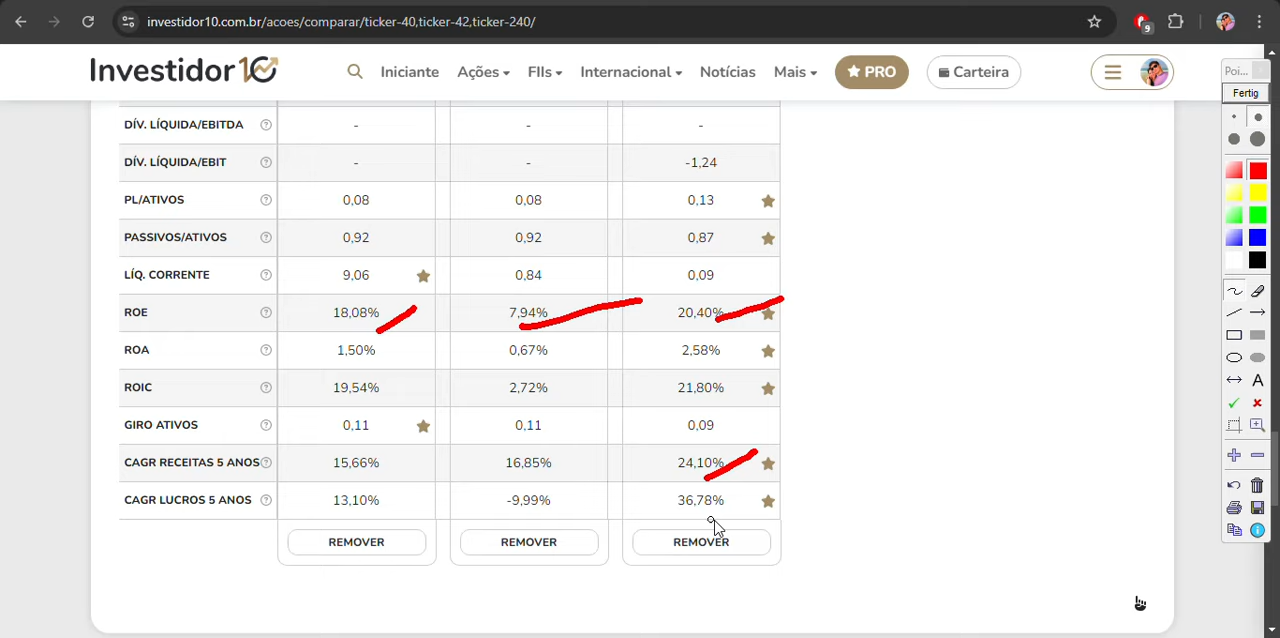 investidor10.com.br/acoes/comparar/ticker-40,ticker-42,ticker-240/
9
Investidor10 Iniciante Ações FIIs Internacional Notícias Mais PRO Carteira
Poi...
Fertig
DÍV. LÍQUIDA/EBITDA ? - - -
DÍV. LÍQUIDA/EBIT ? - - -1,24
PL/ATIVOS ? 0,08 0,08 0,13
PASSIVOS/ATIVOS ? 0,92 0,92 0,87
LÍQ. CORRENTE ? 9,06 0,84 0,09
ROE ? 18,08% 7,94% 20,40%
ROA ? 1,50% 0,67% 2,58%
ROIC ? 19,54% 2,72% 21,80%
GIRO ATIVOS ? 0,11 0,11 0,09
CAGR RECEITAS 5 ANOS ? 15,66% 16,85% 24,10%
CAGR LUCROS 5 ANOS ? 13,10% -9,99% 36,78%
REMOVER REMOVER REMOVER
A